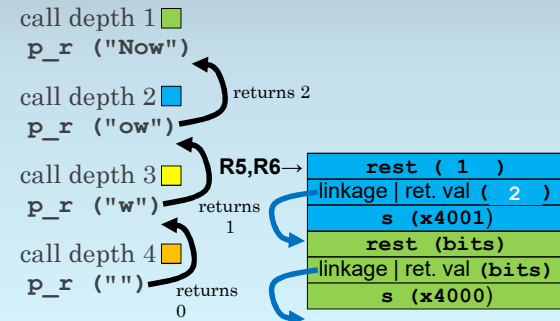 call depth 1
p_r ("Now")
returns 2
call depth 2
p_r ("ow")
call depth 3
p_r ("w")
returns
1
call depth 4
p_r ("")
returns
0
R5,R6→
rest ( 1 )
linkage | ret. val ( 2 )
s (x4001)
rest (bits)
linkage | ret. val (bits)
s (x4000)